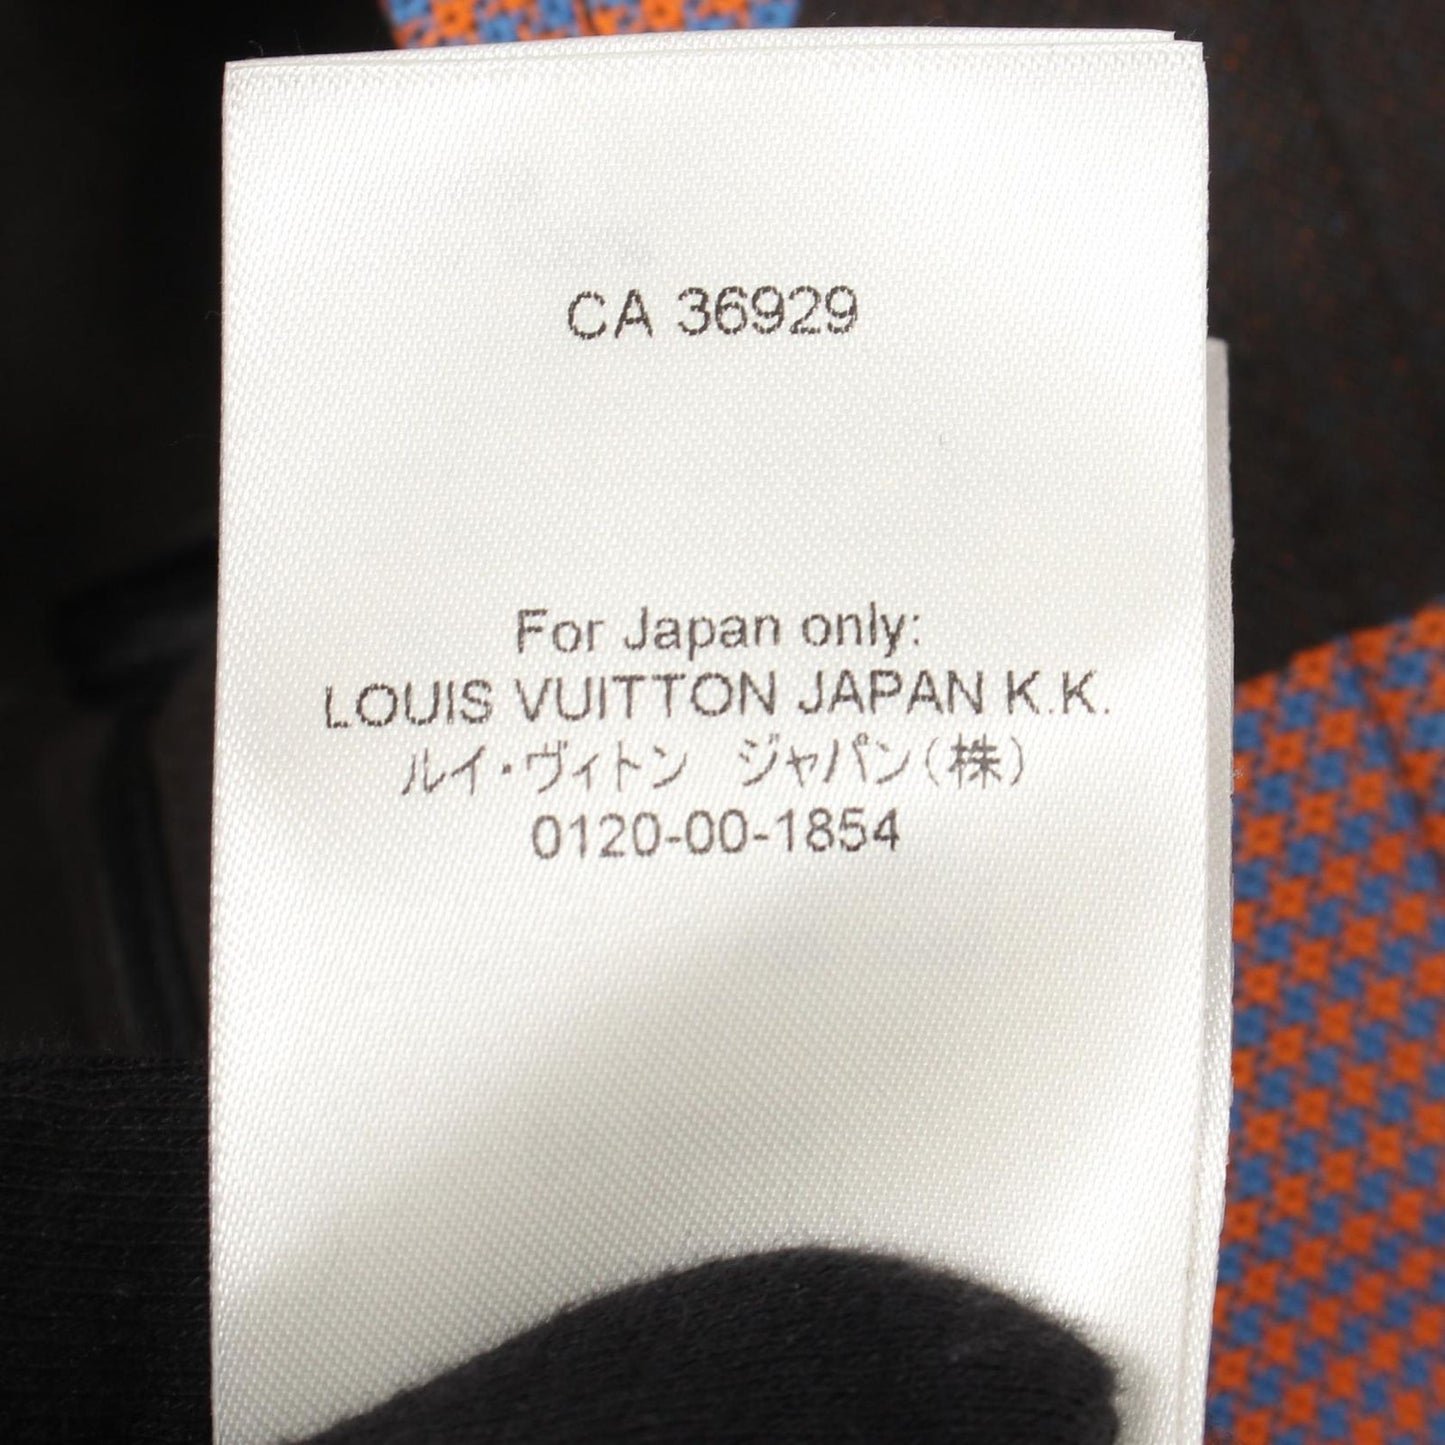 CA 36929
For Japan only:
LOUIS VUITTON JAPAN K.K.
ルイ・ヴィトン　ジャパン(株)
0120-00-1854